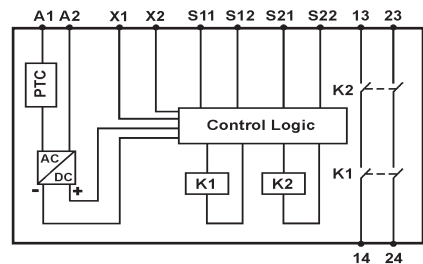 A1 A2 X1 X2 S11 S12 S21 S22 13 23
PTC
K2
Control Logic
AC
DC
- +
K1 K2
K1
14 24